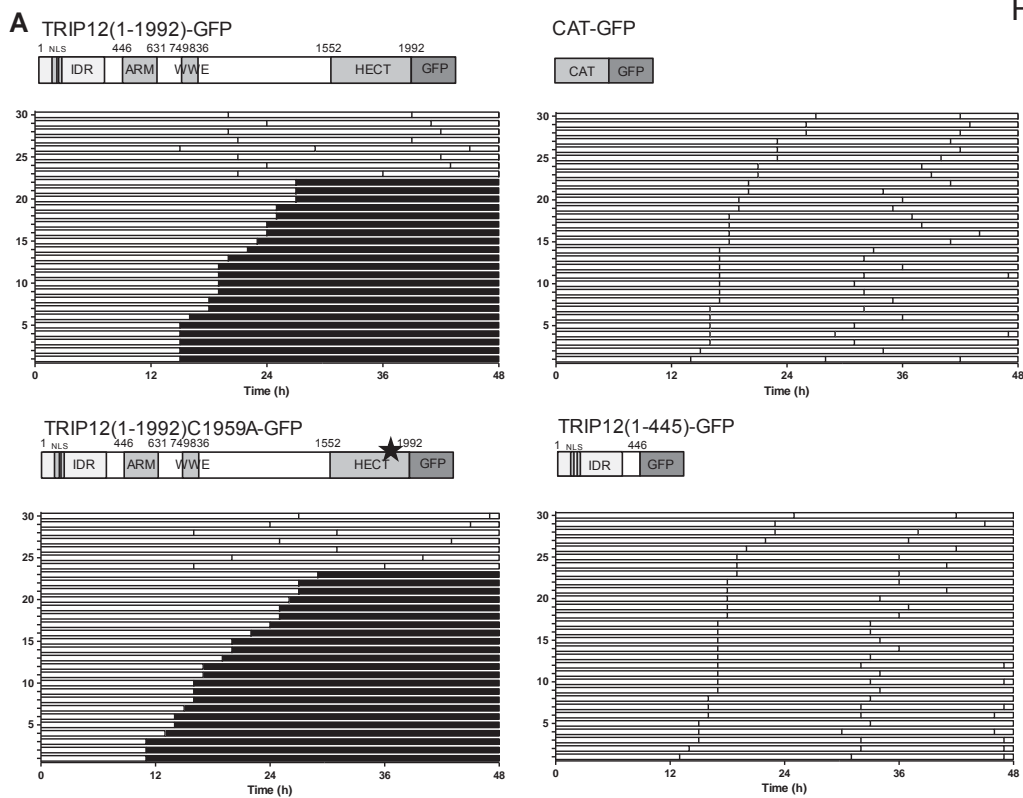 A
TRIP12(1-1992)-GFP
1 NLS 446 631 749836 1552 1992
IDR ARM WWE HECT GFP
30
25
20
15
10
5
0 12 24 36 48
Time (h)
CAT-GFP
CAT GFP
30
25
20
15
10
5
0 12 24 36 48
Time (h)
TRIP12(1-1992)C1959A-GFP
1 NLS 446 631 749836 1552 1992
IDR ARM WWE HECT GFP
30
25
20
15
10
5
0 12 24 36 48
Time (h)
TRIP12(1-445)-GFP
1 NLS 446
IDR GFP
30
25
20
15
10
5
0 12 24 36 48
Time (h)